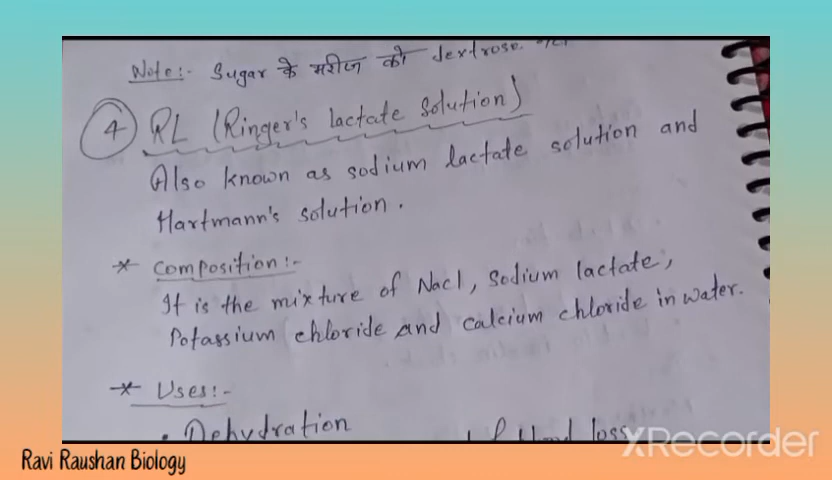 Note:- Sugar के मरीज को dextrose
4 RL (Ringer's lactate solution)
Also known as sodium lactate solution and
Hartmann's solution.
* Composition:-
It is the mixture of Nacl, Sodium lactate,
Potassium chloride and calcium chloride in water.
* Uses:-
• Dehydration
blood loss
XRecorder
Ravi Raushan Biology